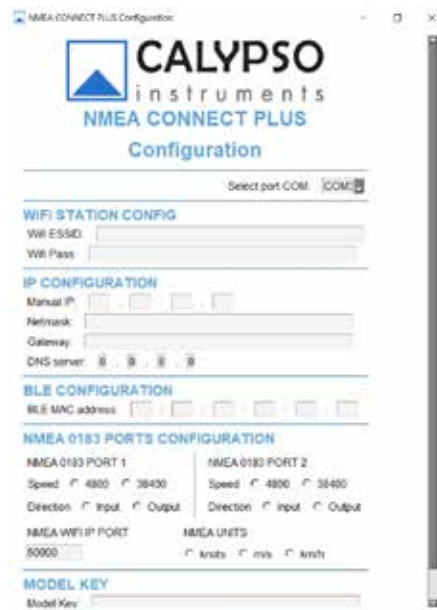 NMEA CONNECT PLUS Configuration
CALYPSO
instruments
NMEA CONNECT PLUS
Configuration
Select port COM:
WIFI STATION CONFIG
Wifi ESSID:
Wifi Pass:
IP CONFIGURATION
Manual IP:
Netmask:
Gateway:
DNS server: 8 . 8 . 8 . 8
BLE CONFIGURATION
BLE MAC address:
NMEA 0183 PORTS CONFIGURATION
NMEA 0183 PORT 1 NMEA 0183 PORT 2
Speed 4800 38400 Speed 4800 38400
Direction Input Output Direction Input Output
NMEA WIFI IP PORT NMEA UNITS
50000 knots m/s km/h
MODEL KEY
Model Key: